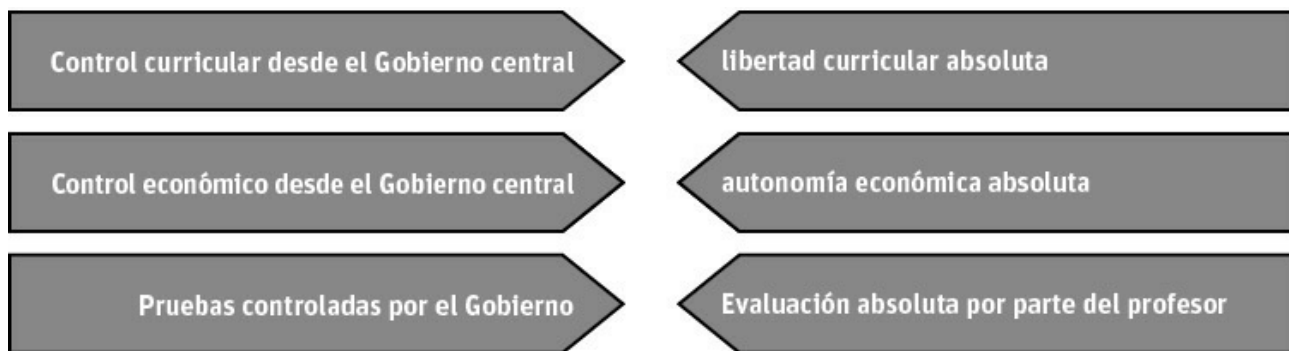 Control curricular desde el Gobierno central
libertad curricular absoluta
Control económico desde el Gobierno central
autonomía económica absoluta
Pruebas controladas por el Gobierno
Evaluación absoluta por parte del profesor